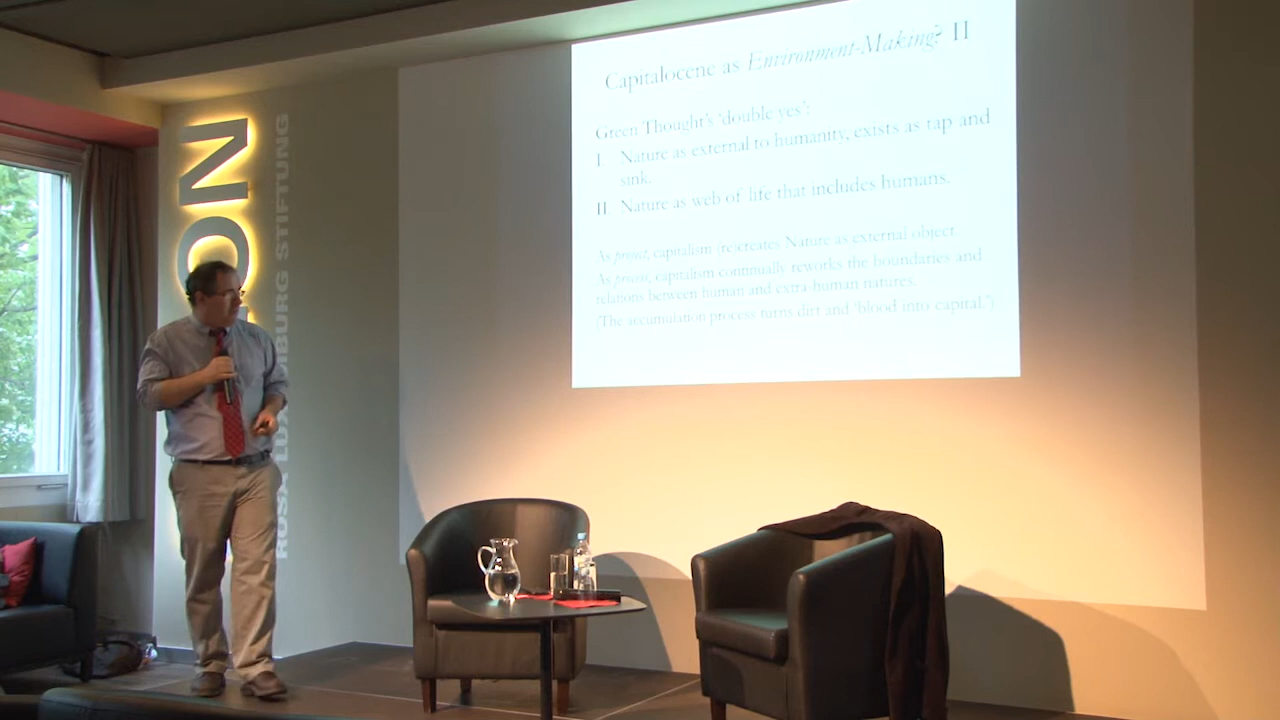 Capitalocene as Environment-Making? II
Green Thought's 'double yes':
I. Nature as external to humanity, exists as tap and
sink.
II. Nature as web of life that includes humans.
As project, capitalism (re)creates Nature as external object.
As process, capitalism continually reworks the boundaries and
relations between human and extra-human natures.
(The accumulation process turns dirt and 'blood into capital.')
ON
ROSA LUXEMBURG STIFTUNG